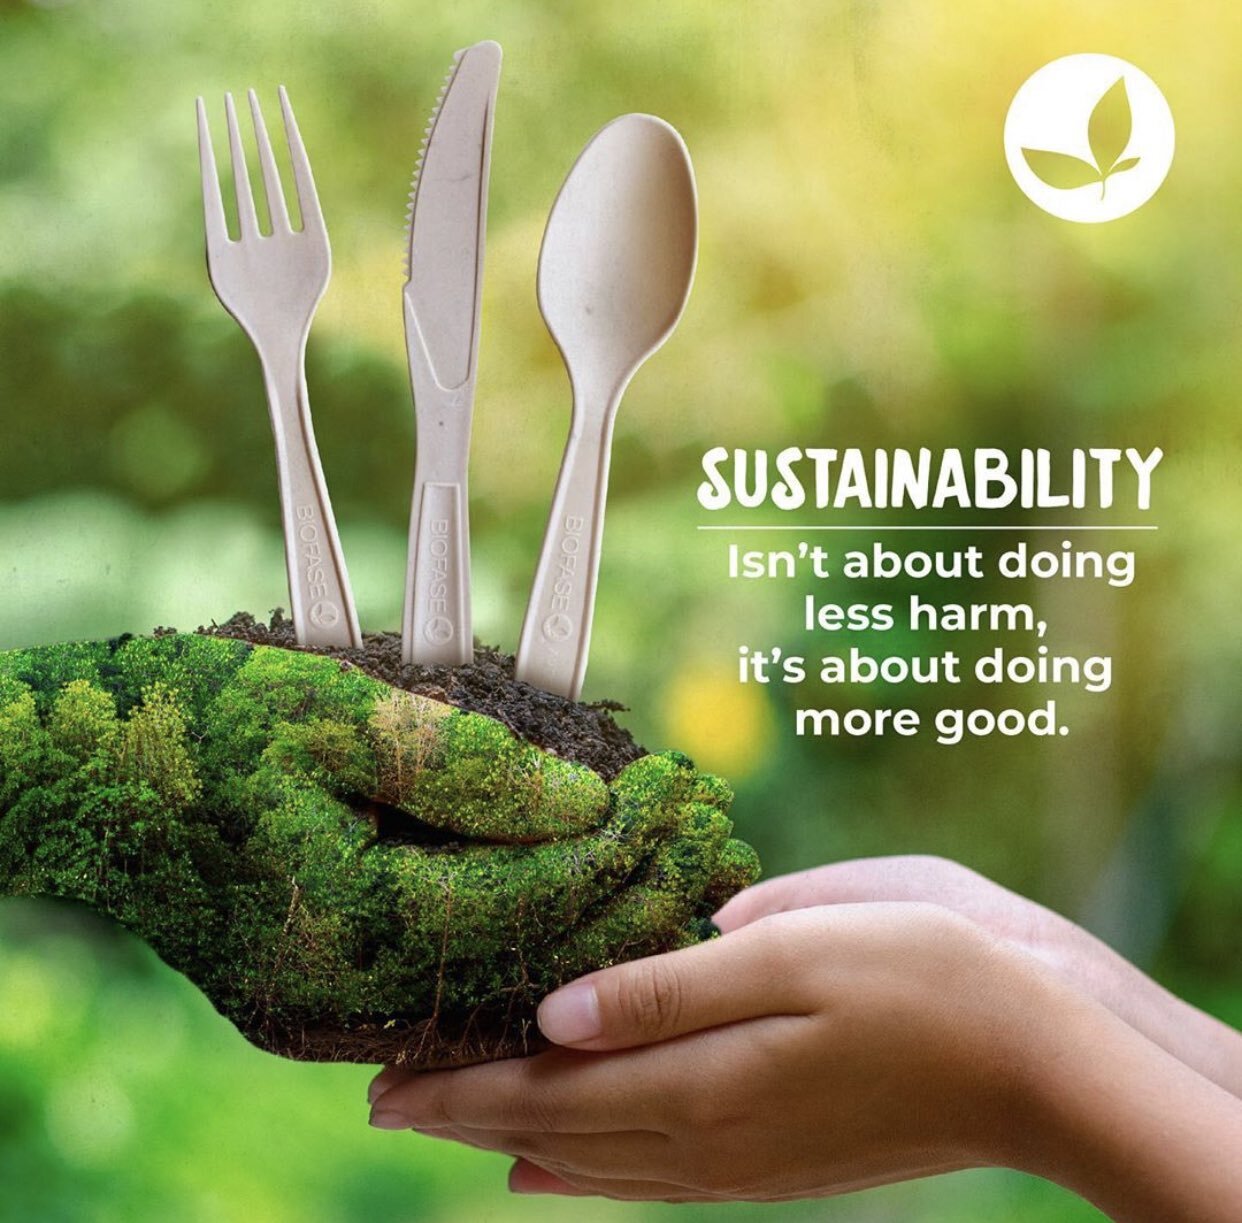 BIOFASE
BIOFASE
BIOFASE
SUSTAINABILITY
Isn't about doing
less harm,
it's about doing
more good.